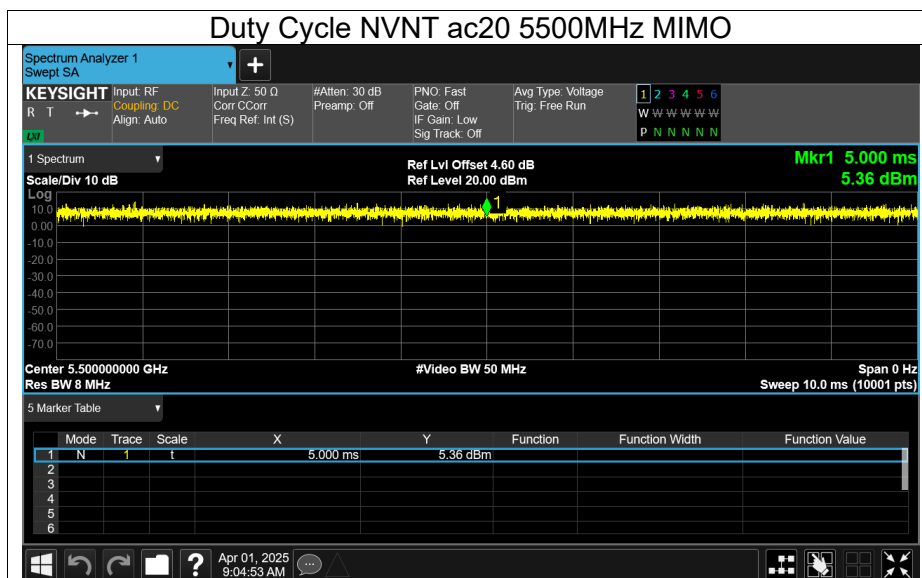 Duty Cycle NVNT ac20 5500MHz MIMO
Spectrum Analyzer 1
Swept SA
KEYSIGHT
R T
LXI
Input: RF
Coupling: DC
Align: Auto
Input Z: 50 Ω
Corr CCorr
Freq Ref: Int (S)
#Atten: 30 dB
Preamp: Off
PNO: Fast
Gate: Off
IF Gain: Low
Sig Track: Off
Avg Type: Voltage
Trig: Free Run
1 2 3 4 5 6
W W W W W W
P N N N N N
1 Spectrum
Scale/Div 10 dB
Ref Lvl Offset 4.60 dB
Ref Level 20.00 dBm
Mkr1 5.000 ms
5.36 dBm
Log
10.0
0.00
-10.0
-20.0
-30.0
-40.0
-50.0
-60.0
-70.0
1
Center 5.500000000 GHz
#Video BW 50 MHz
Span 0 Hz
Res BW 8 MHz
Sweep 10.0 ms (10001 pts)
5 Marker Table
Mode Trace Scale X Y Function Function Width Function Value
1 N 1 t 5.000 ms 5.36 dBm
2
3
4
5
6
?
Apr 01, 2025
9:04:53 AM